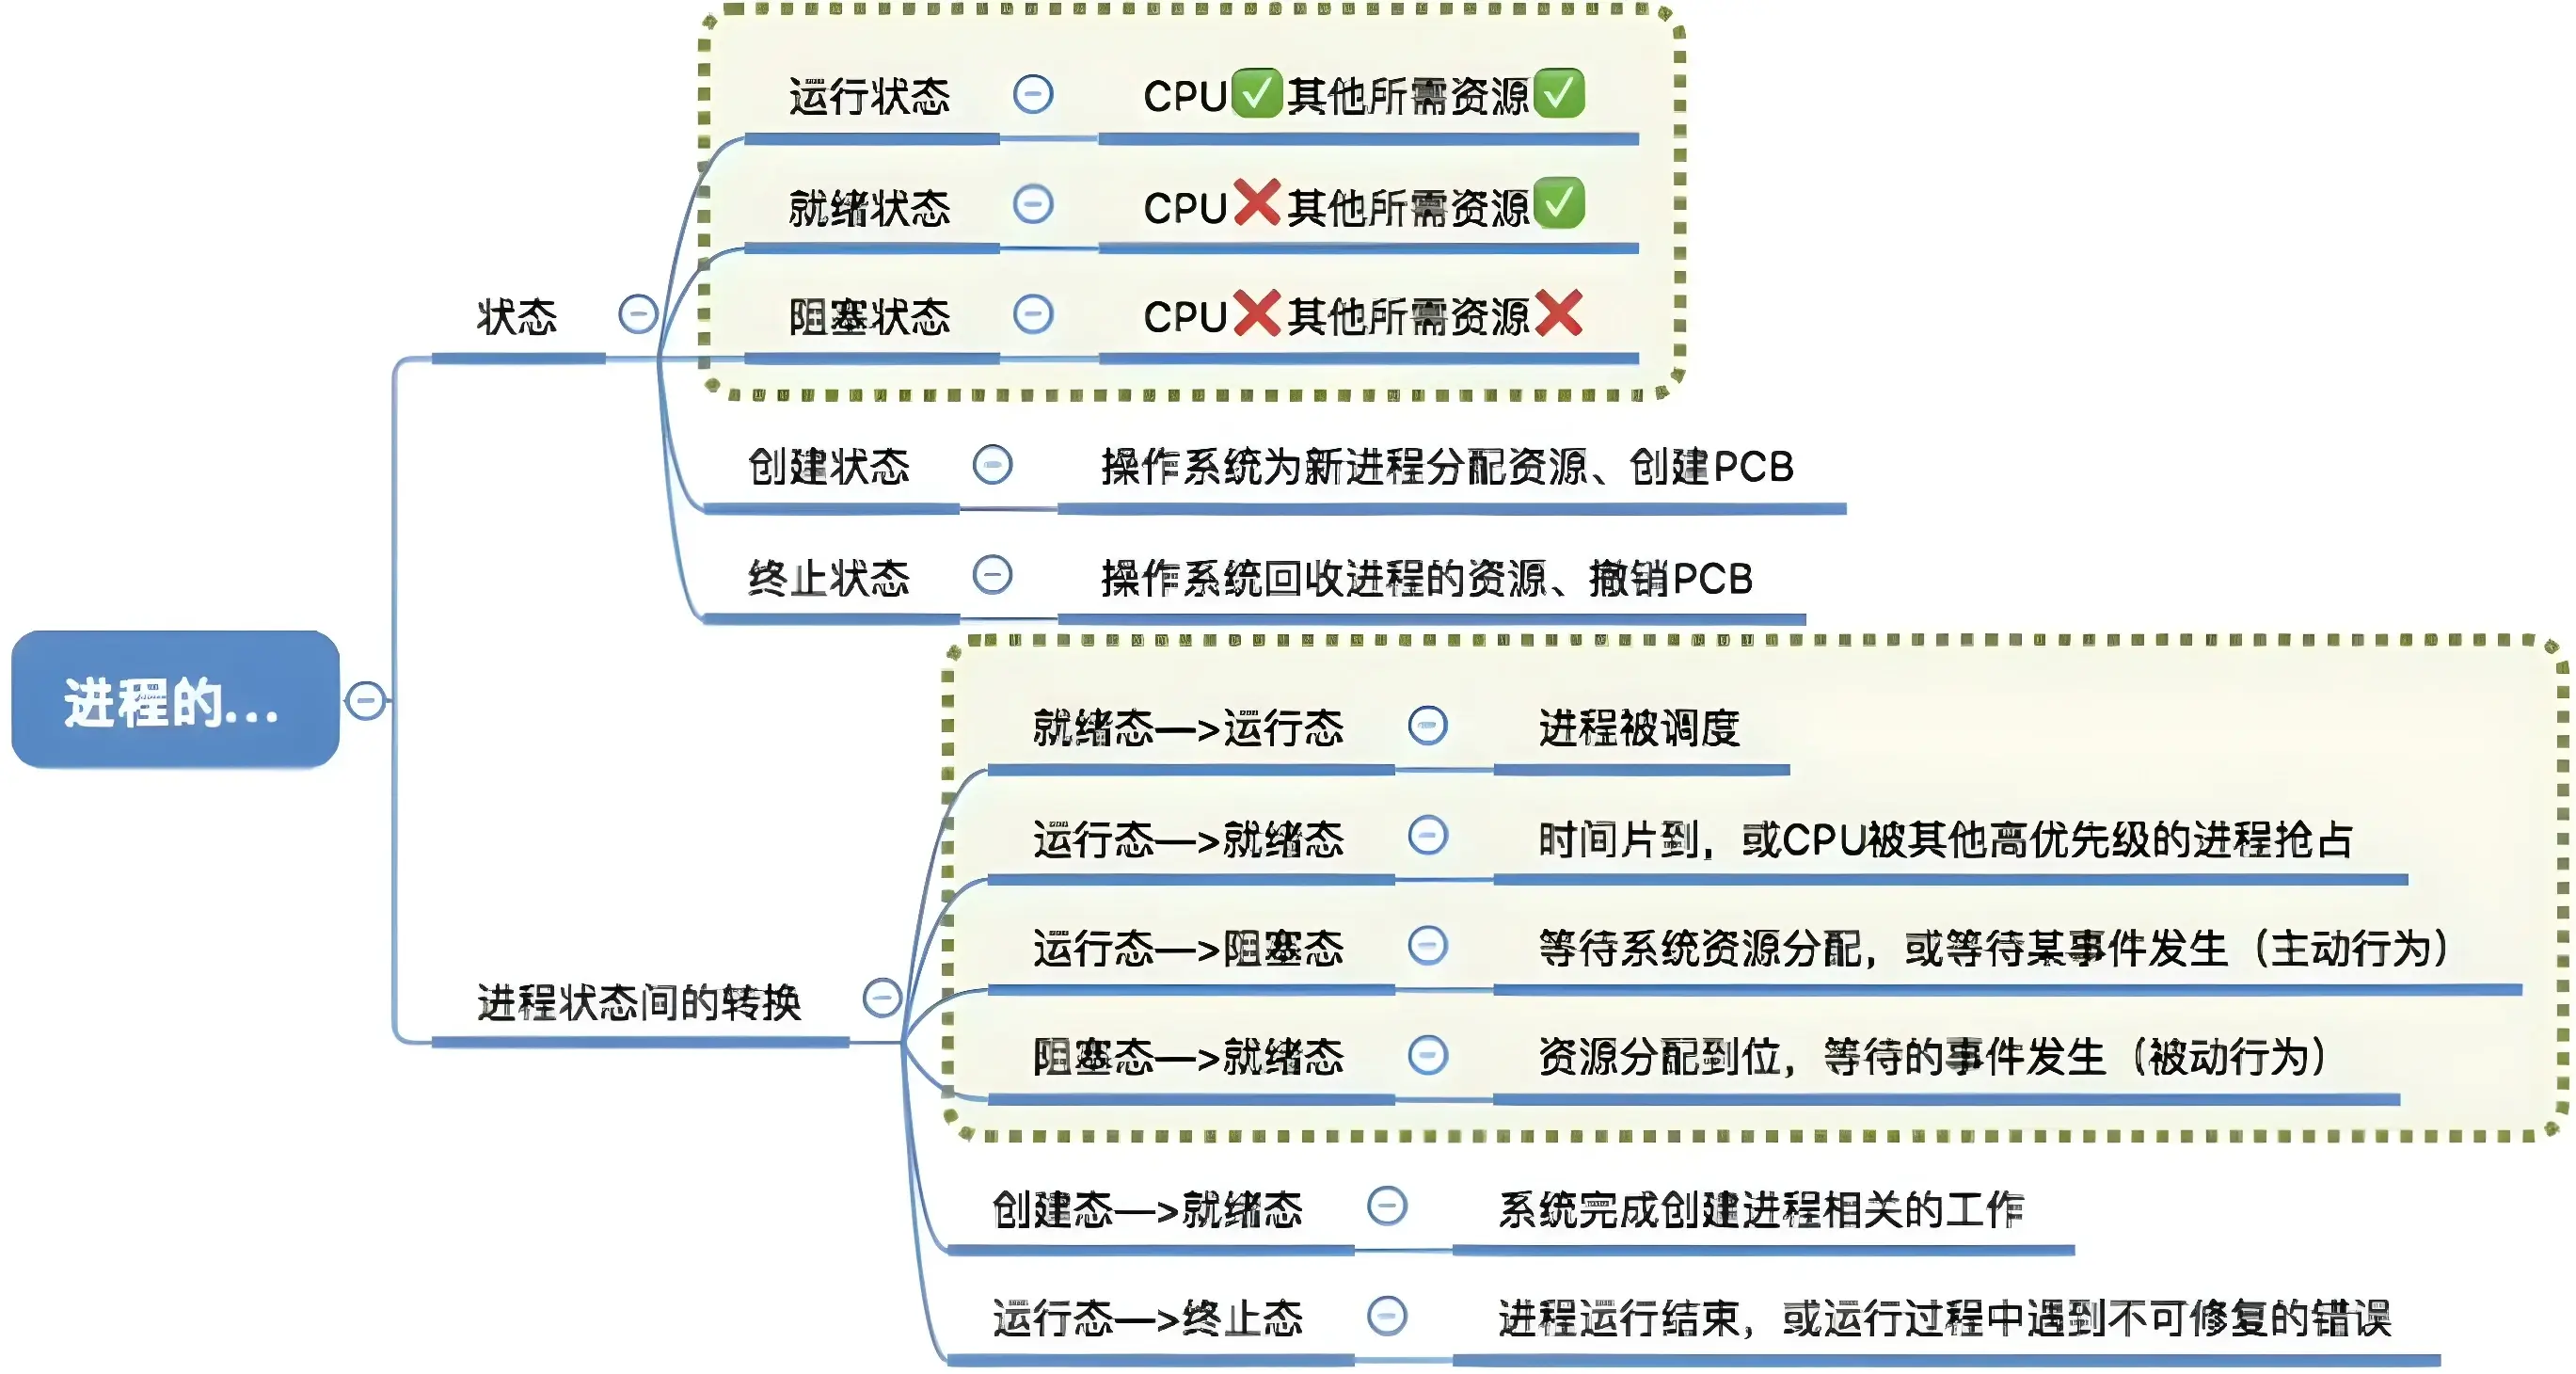 运行状态 CPU✅其他所需资源✅
就绪状态 CPU❌其他所需资源✅
阻塞状态 CPU❌其他所需资源❌
状态
创建状态 操作系统为新进程分配资源、创建PCB
终止状态 操作系统回收进程的资源、撤销PCB
进程的...
就绪态—>运行态 进程被调度
运行态—>就绪态 时间片到，或CPU被其他高优先级的进程抢占
运行态—>阻塞态 等待系统资源分配，或等待某事件发生（主动行为）
进程状态间的转换
阻塞态—>就绪态 资源分配到位，等待的事件发生（被动行为）
创建态—>就绪态 系统完成创建进程相关的工作
运行态—>终止态 进程运行结束，或运行过程中遇到不可修复的错误